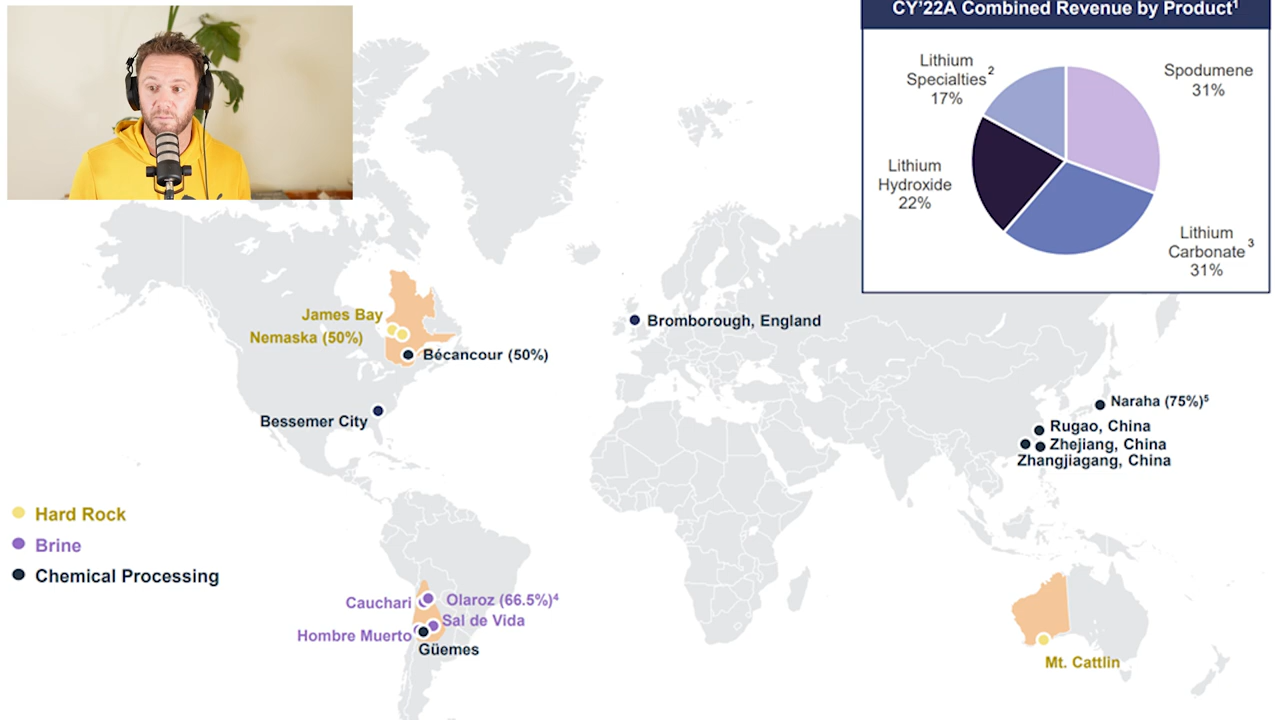 CY'22A Combined Revenue by Product¹
Lithium
Specialties²
17%
Spodumene
31%
Lithium
Hydroxide
22%
Lithium
Carbonate³
31%
James Bay
Nemaska (50%)
Bécancour (50%)
Bromborough, England
Bessemer City
Naraha (75%)⁵
Rugao, China
Zhejiang, China
Zhangjiagang, China
Hard Rock
Brine
Chemical Processing
Cauchari
Olaroz (66.5%)⁴
Sal de Vida
Hombre Muerto
Güemes
Mt. Cattlin